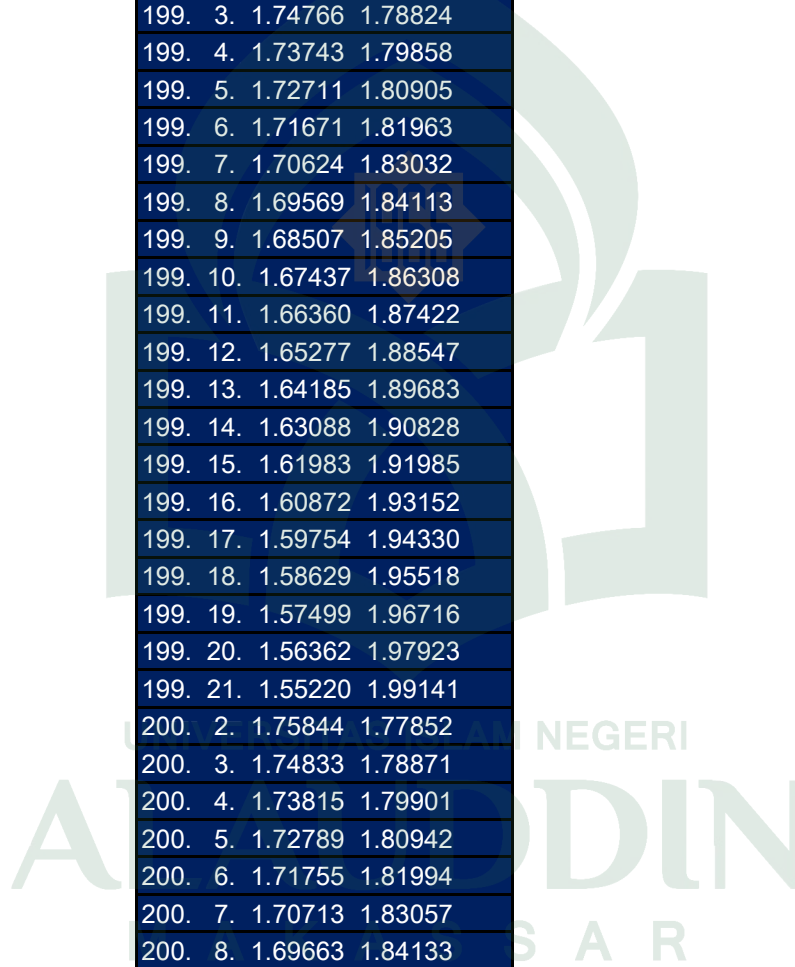 199. 3. 1.74766 1.78824
199. 4. 1.73743 1.79858
199. 5. 1.72711 1.80905
199. 6. 1.71671 1.81963
199. 7. 1.70624 1.83032
199. 8. 1.69569 1.84113
199. 9. 1.68507 1.85205
199. 10. 1.67437 1.86308
199. 11. 1.66360 1.87422
199. 12. 1.65277 1.88547
199. 13. 1.64185 1.89683
199. 14. 1.63088 1.90828
199. 15. 1.61983 1.91985
199. 16. 1.60872 1.93152
199. 17. 1.59754 1.94330
199. 18. 1.58629 1.95518
199. 19. 1.57499 1.96716
199. 20. 1.56362 1.97923
199. 21. 1.55220 1.99141
200. 2. 1.75844 1.77852
200. 3. 1.74833 1.78871
200. 4. 1.73815 1.79901
200. 5. 1.72789 1.80942
200. 6. 1.71755 1.81994
200. 7. 1.70713 1.83057
200. 8. 1.69663 1.84133
UNIVERSITAS ISLAM NEGERI
ALAUDDIN
MAKASSAR